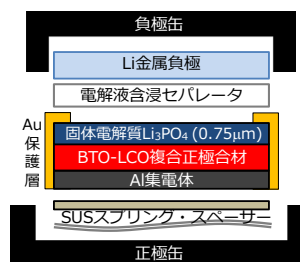 負極缶
Li金属負極
電解液含浸セパレータ
Au
保
護
層
固体電解質Li₃PO₄ (0.75μm)
BTO-LCO複合正極合材
Al集電体
SUSスプリング・スペーサー
正極缶